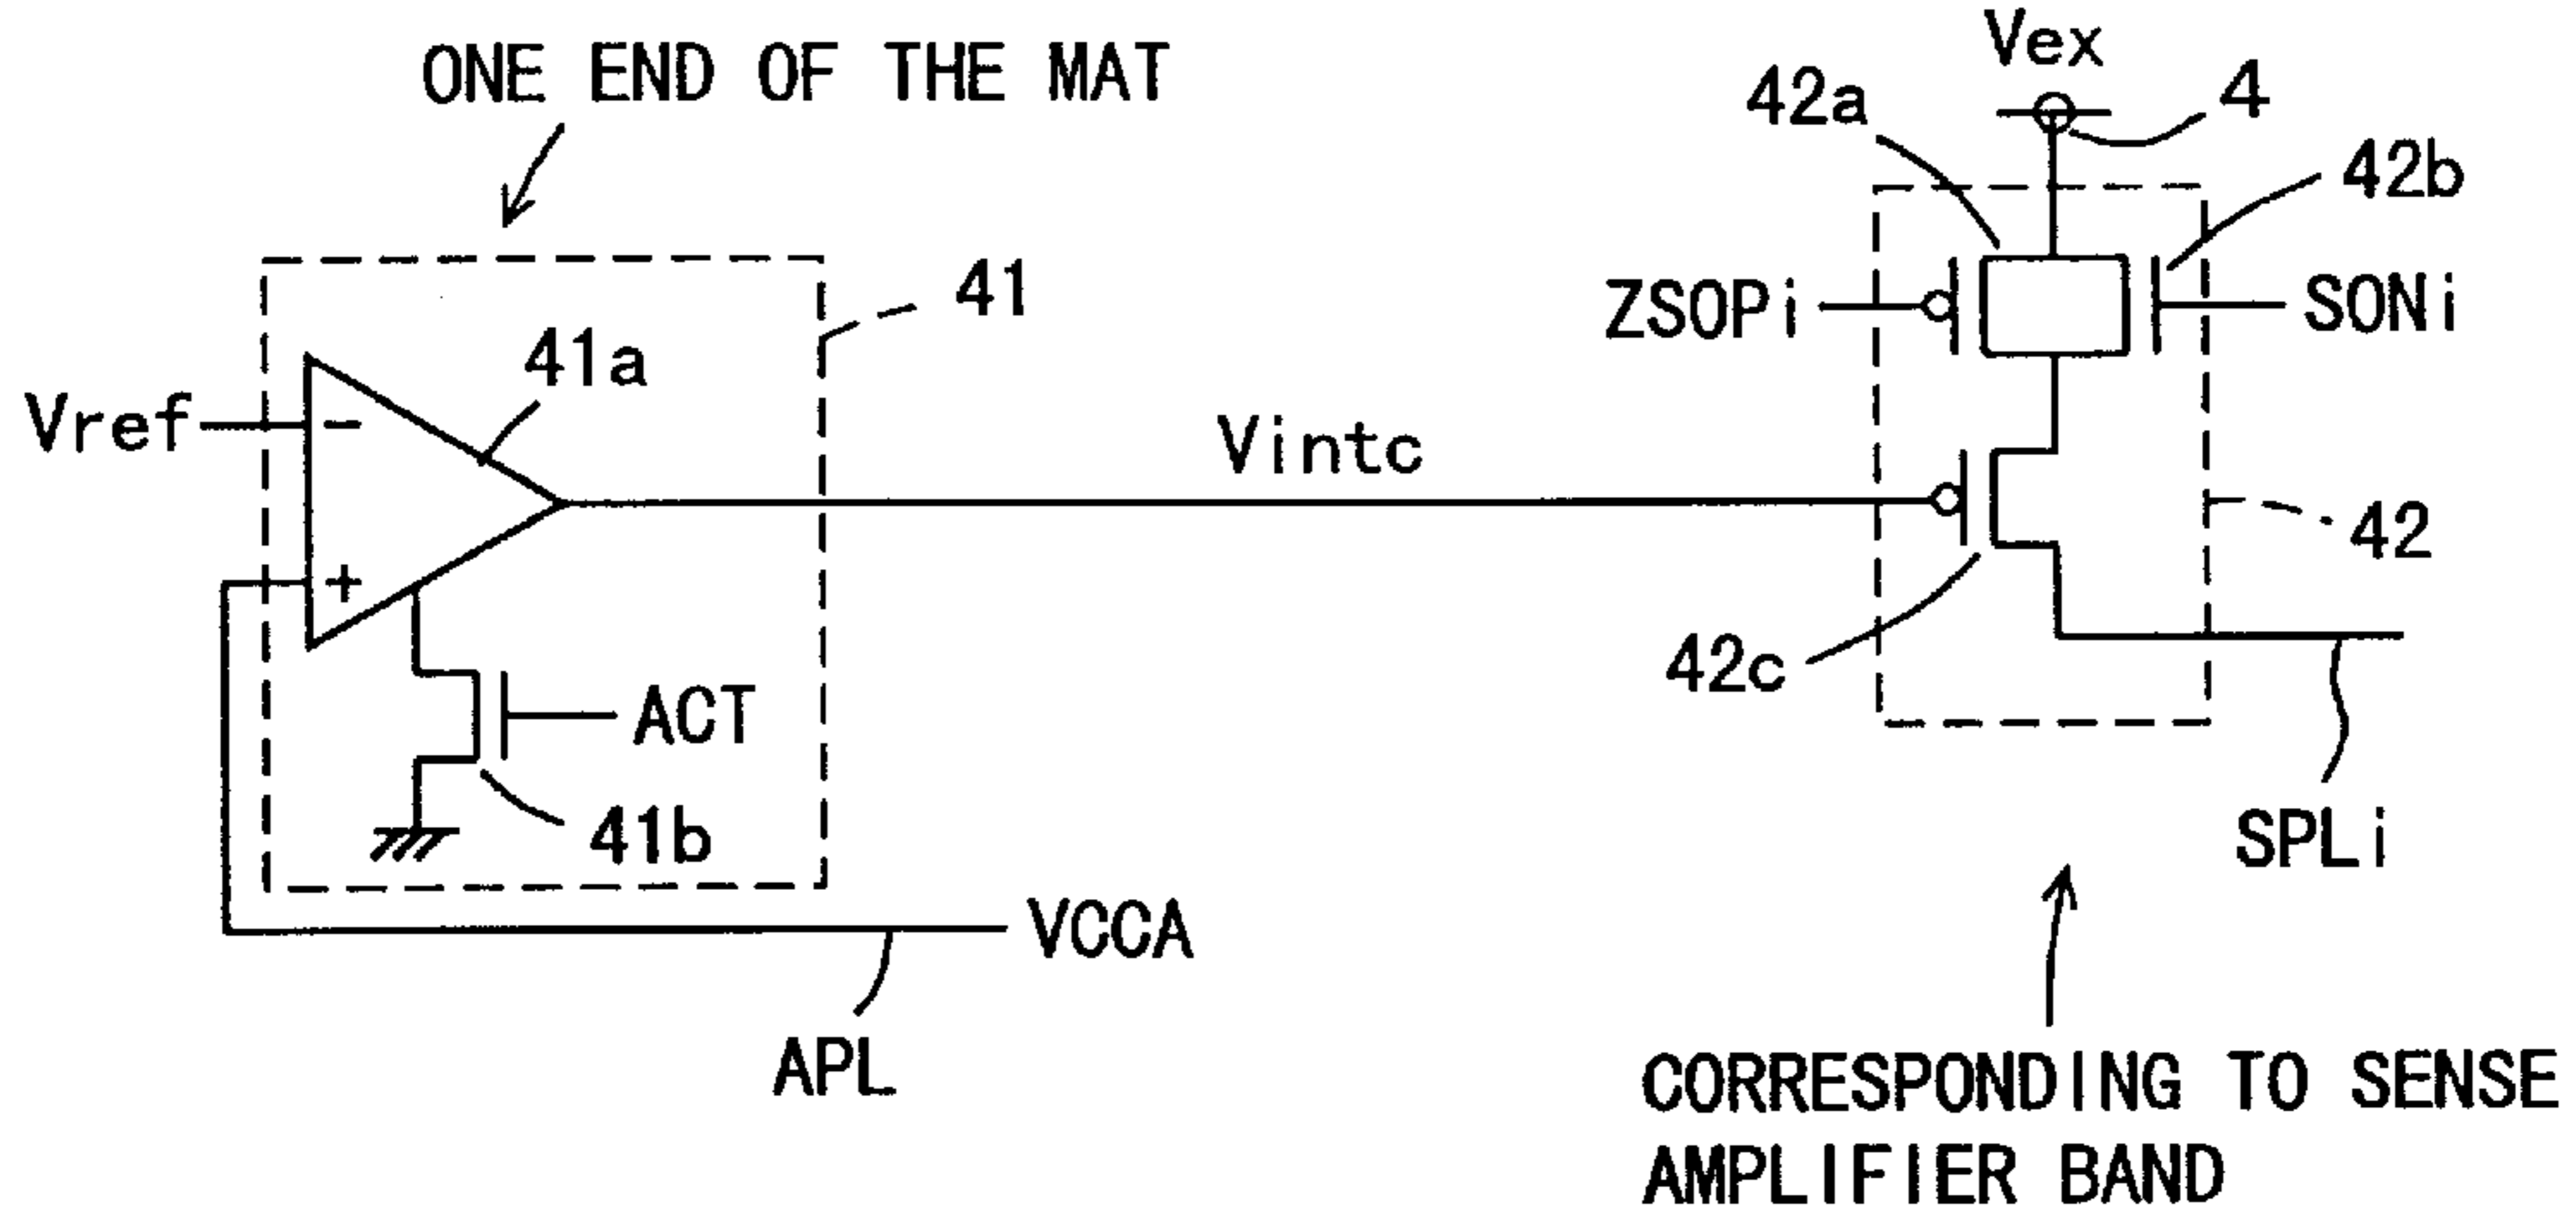 ONE END OF THE MAT
Vex
42a
4
42b
41
ZSOPi
SONi
41a
Vref
-
Vintc
42
+
42c
ACT
41b
SPLi
VCCA
APL
CORRESPONDING TO SENSE
AMPLIFIER BAND